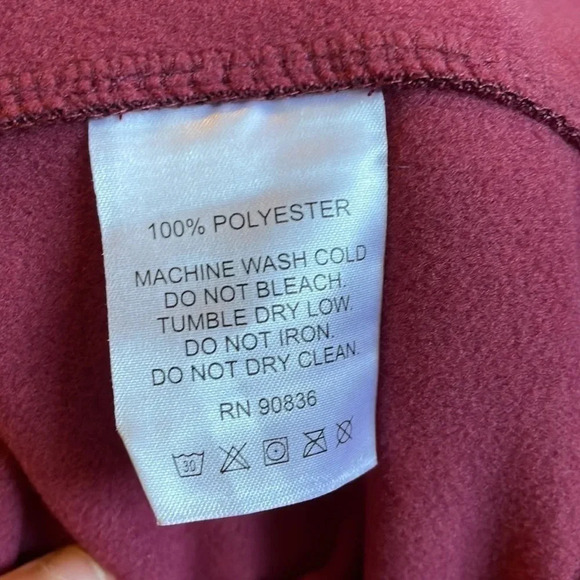 100% POLYESTER
MACHINE WASH COLD
DO NOT BLEACH.
TUMBLE DRY LOW.
DO NOT IRON.
DO NOT DRY CLEAN.
RN 90836
30